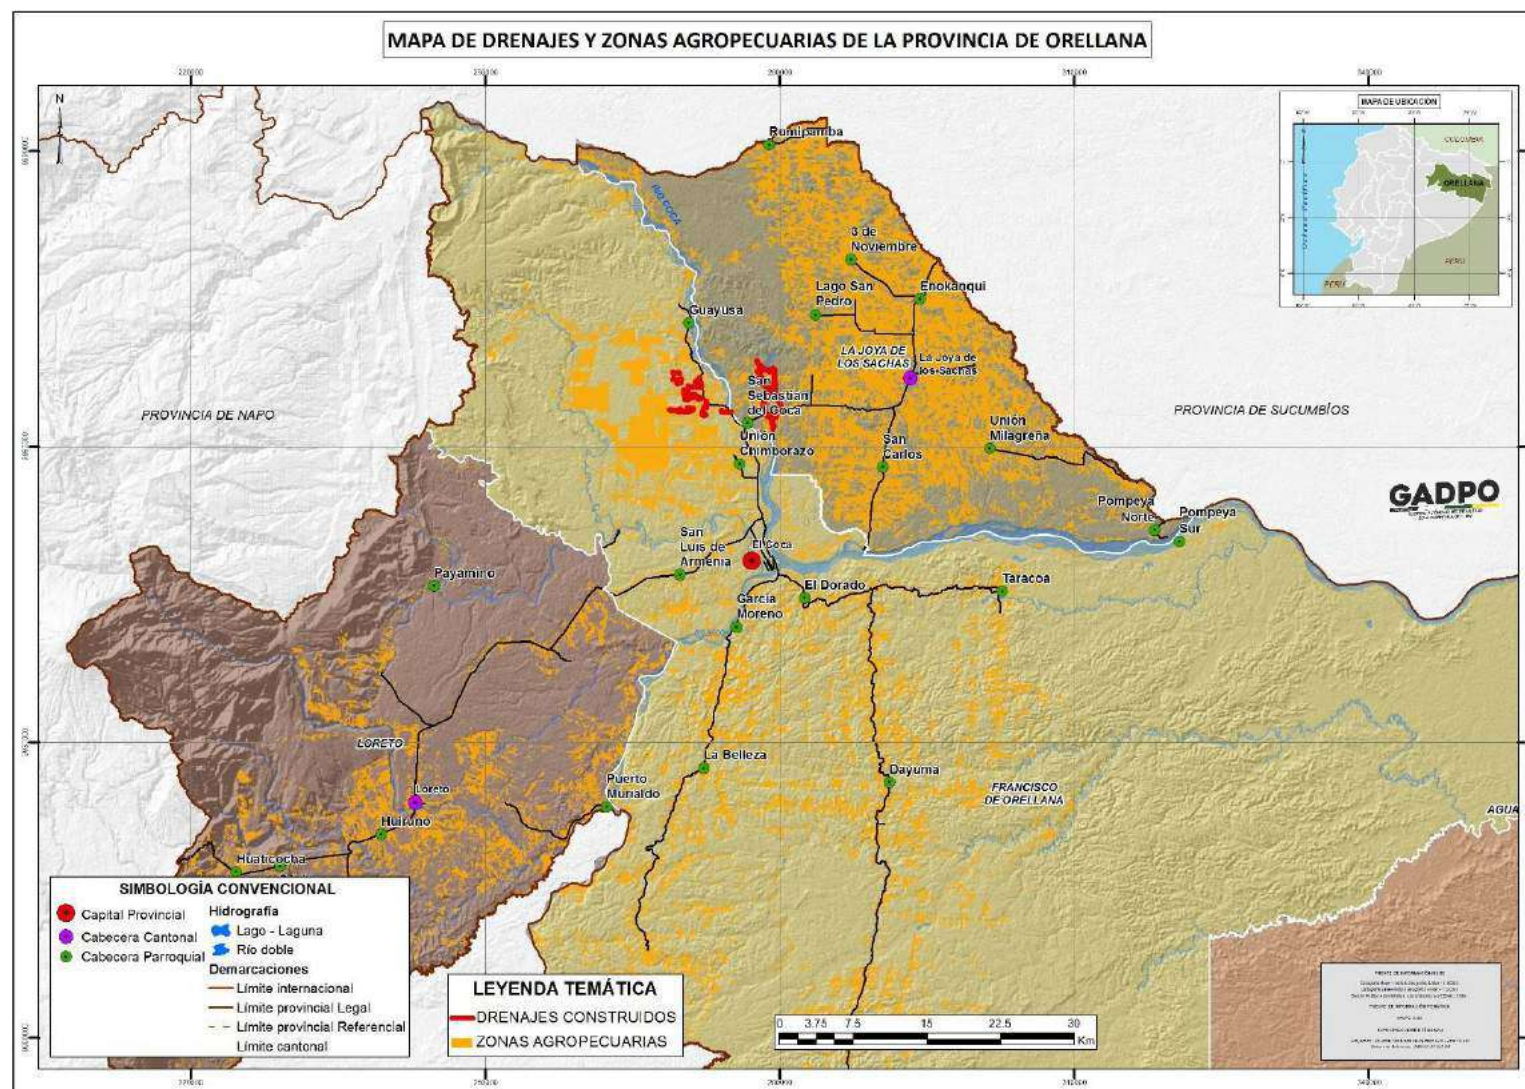 MAPA DE DRENAJES Y ZONAS AGROPECUARIAS DE LA PROVINCIA DE ORELLANA
N
MAPA DE UBICACIÓN
COLOMBIA
ORELLANA
PERU
PERU
Rumipamba
RIO COCA
3 de
Noviembre
Lago San
Pedro
Enokanqui
Guayusa
LA JOYA DE
LOS SACHAS
La Joya de
los Sachas
San
Sebastián
del Coca
PROVINCIA DE NAPO
PROVINCIA DE SUCUMBÍOS
Unión
Milagreña
Unión
Chimborazo
San
Carlos
GADPO
Pompeya
Norte
Pompeya
Sur
San
Luis de
Armenia
El Coca
Payamino
El Dorado
Taracoa
García
Moreno
LORETO
La Belleza
Dayuma
Puerto
Murialdo
FRANCISCO
DE ORELLANA
Loreto
AGUA
Huiruno
Huaticocha
SIMBOLOGÍA CONVENCIONAL
Capital Provincial
Cabecera Cantonal
Cabecera Parroquial
Hidrografía
Lago - Laguna
Río doble
Demarcaciones
Límite internacional
Límite provincial Legal
Límite provincial Referencial
Límite cantonal
LEYENDA TEMÁTICA
DRENAJES CONSTRUIDOS
ZONAS AGROPECUARIAS
0 3.75 7.5 15 22.5 30
Km